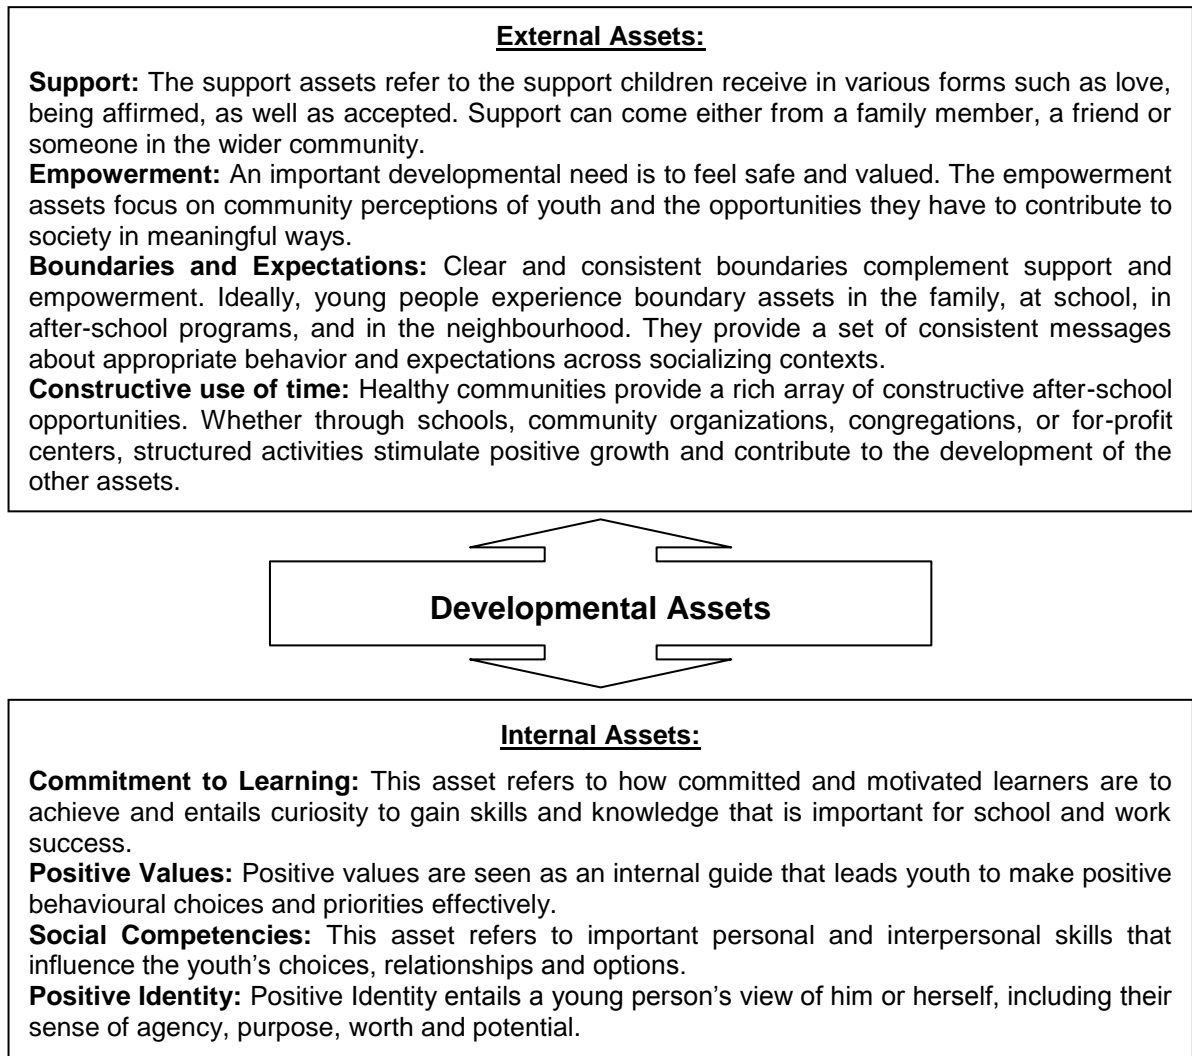 External Assets:
Support: The support assets refer to the support children receive in various forms such as love,
being affirmed, as well as accepted. Support can come either from a family member, a friend or
someone in the wider community.
Empowerment: An important developmental need is to feel safe and valued. The empowerment
assets focus on community perceptions of youth and the opportunities they have to contribute to
society in meaningful ways.
Boundaries and Expectations: Clear and consistent boundaries complement support and
empowerment. Ideally, young people experience boundary assets in the family, at school, in
after-school programs, and in the neighbourhood. They provide a set of consistent messages
about appropriate behavior and expectations across socializing contexts.
Constructive use of time: Healthy communities provide a rich array of constructive after-school
opportunities. Whether through schools, community organizations, congregations, or for-profit
centers, structured activities stimulate positive growth and contribute to the development of the
other assets.
Developmental Assets
Internal Assets:
Commitment to Learning: This asset refers to how committed and motivated learners are to
achieve and entails curiosity to gain skills and knowledge that is important for school and work
success.
Positive Values: Positive values are seen as an internal guide that leads youth to make positive
behavioural choices and priorities effectively.
Social Competencies: This asset refers to important personal and interpersonal skills that
influence the youth's choices, relationships and options.
Positive Identity: Positive Identity entails a young person's view of him or herself, including their
sense of agency, purpose, worth and potential.